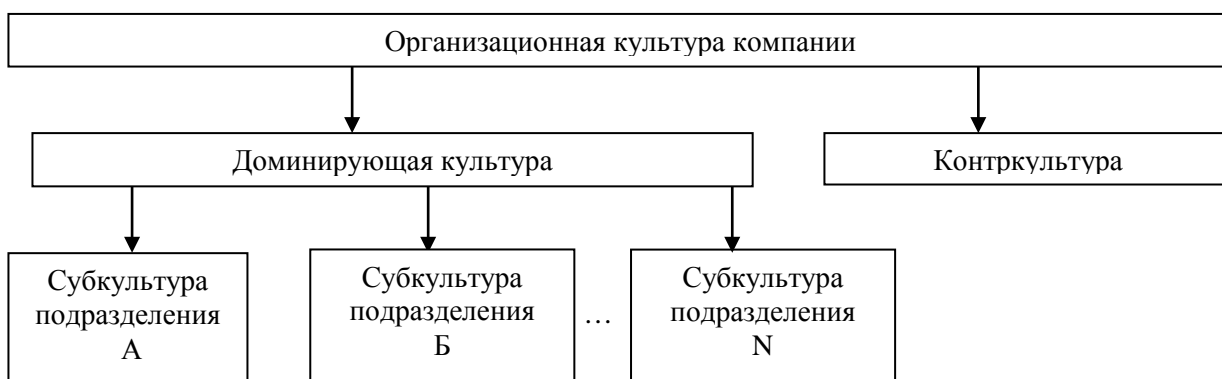 Организационная культура компании
Доминирующая культура
Контркультура
Субкультура
подразделения
А
Субкультура
подразделения
Б
…
Субкультура
подразделения
N